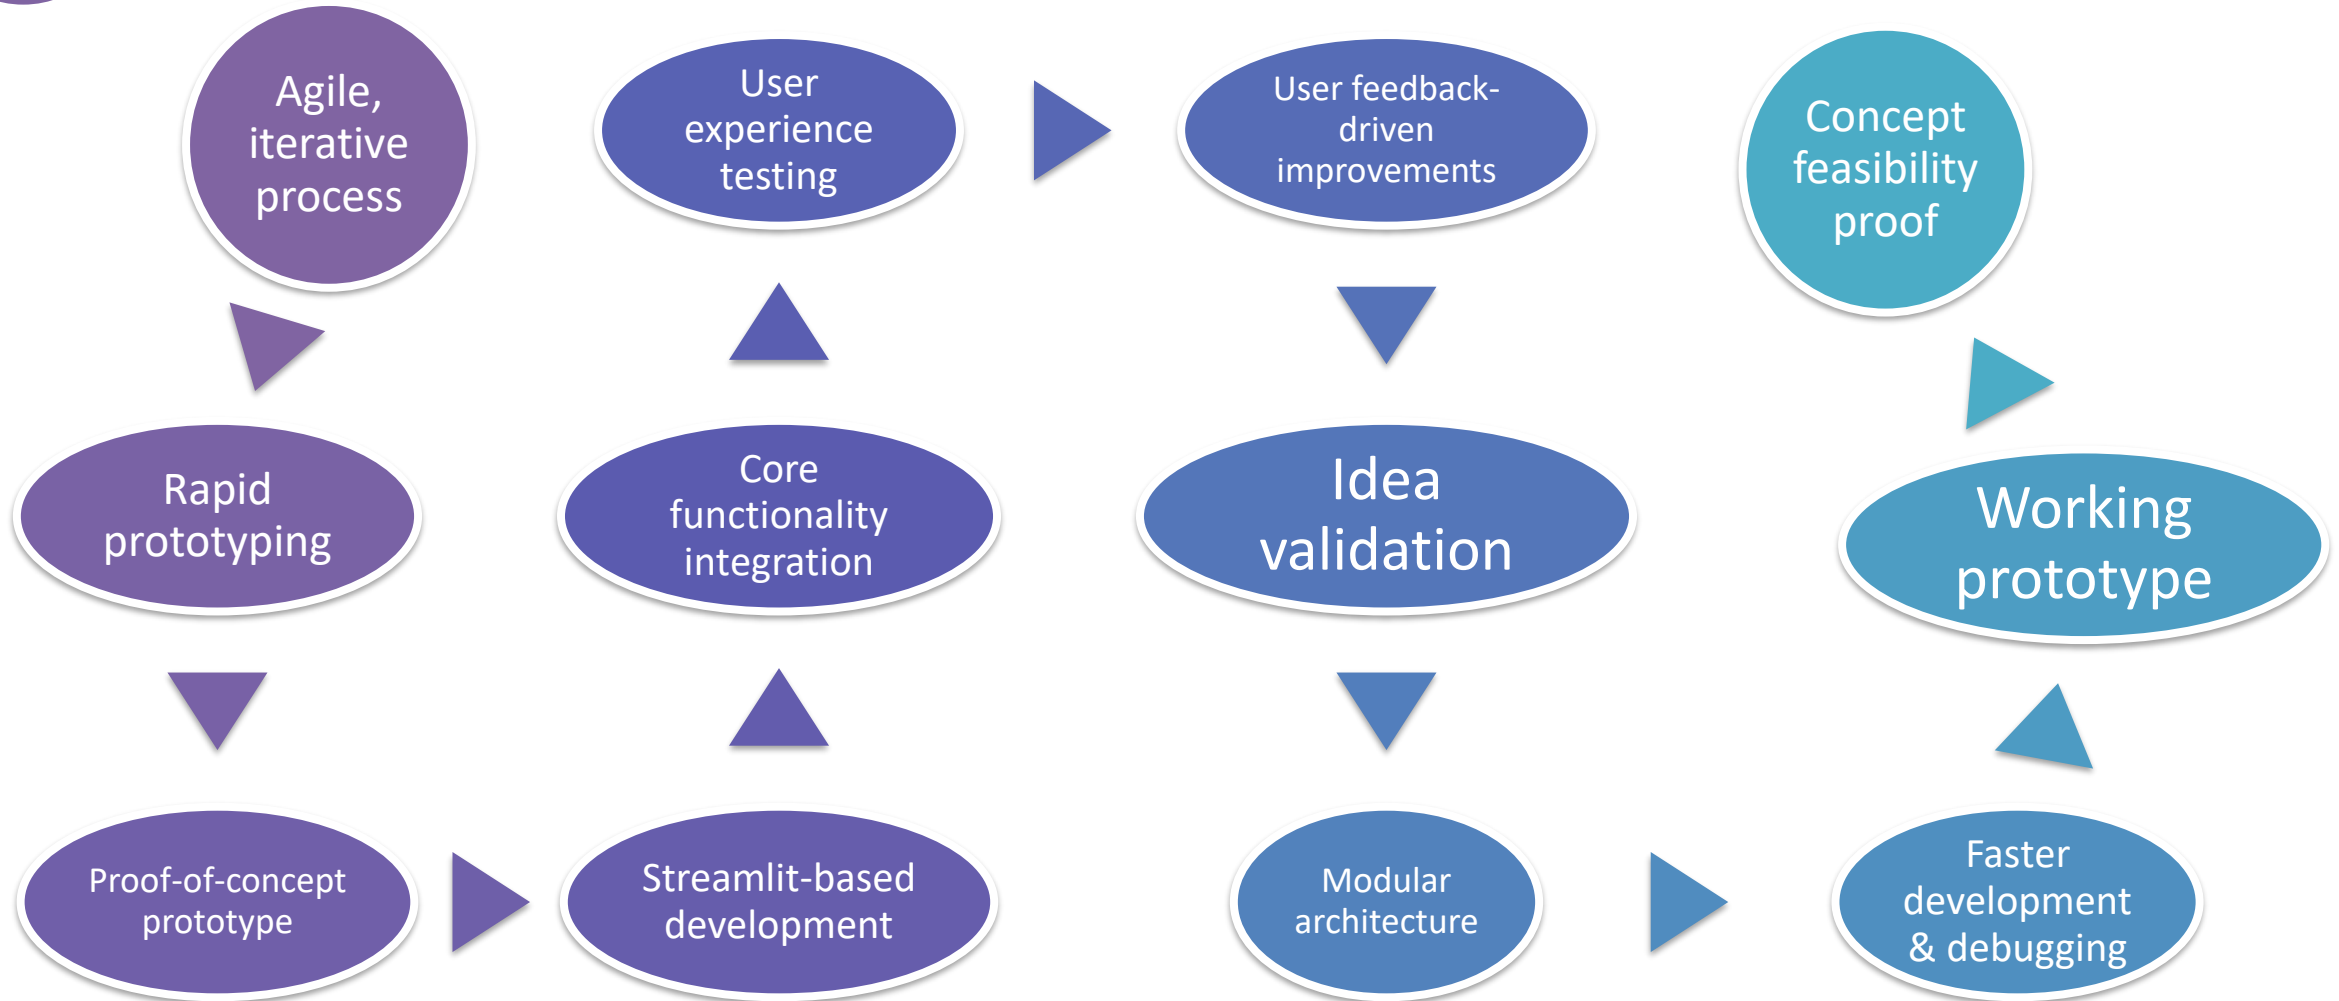 Agile,
iterative
process
Rapid
prototyping
Proof-of-concept
prototype
Streamlit-based
development
Core
functionality
integration
User
experience
testing
User feedback-
driven
improvements
Idea
validation
Modular
architecture
Faster
development
& debugging
Working
prototype
Concept
feasibility
proof